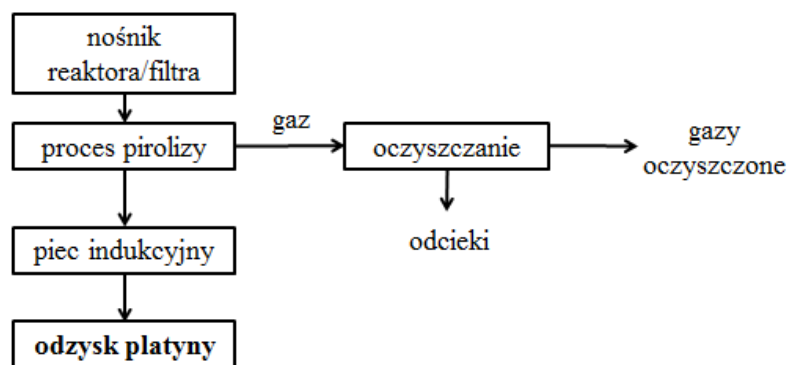 nośnik
reaktora/filtra
gaz
proces pirolizy
oczyszczanie
gazy
oczyszczone
odcieki
piec indukcyjny
odzysk platyny